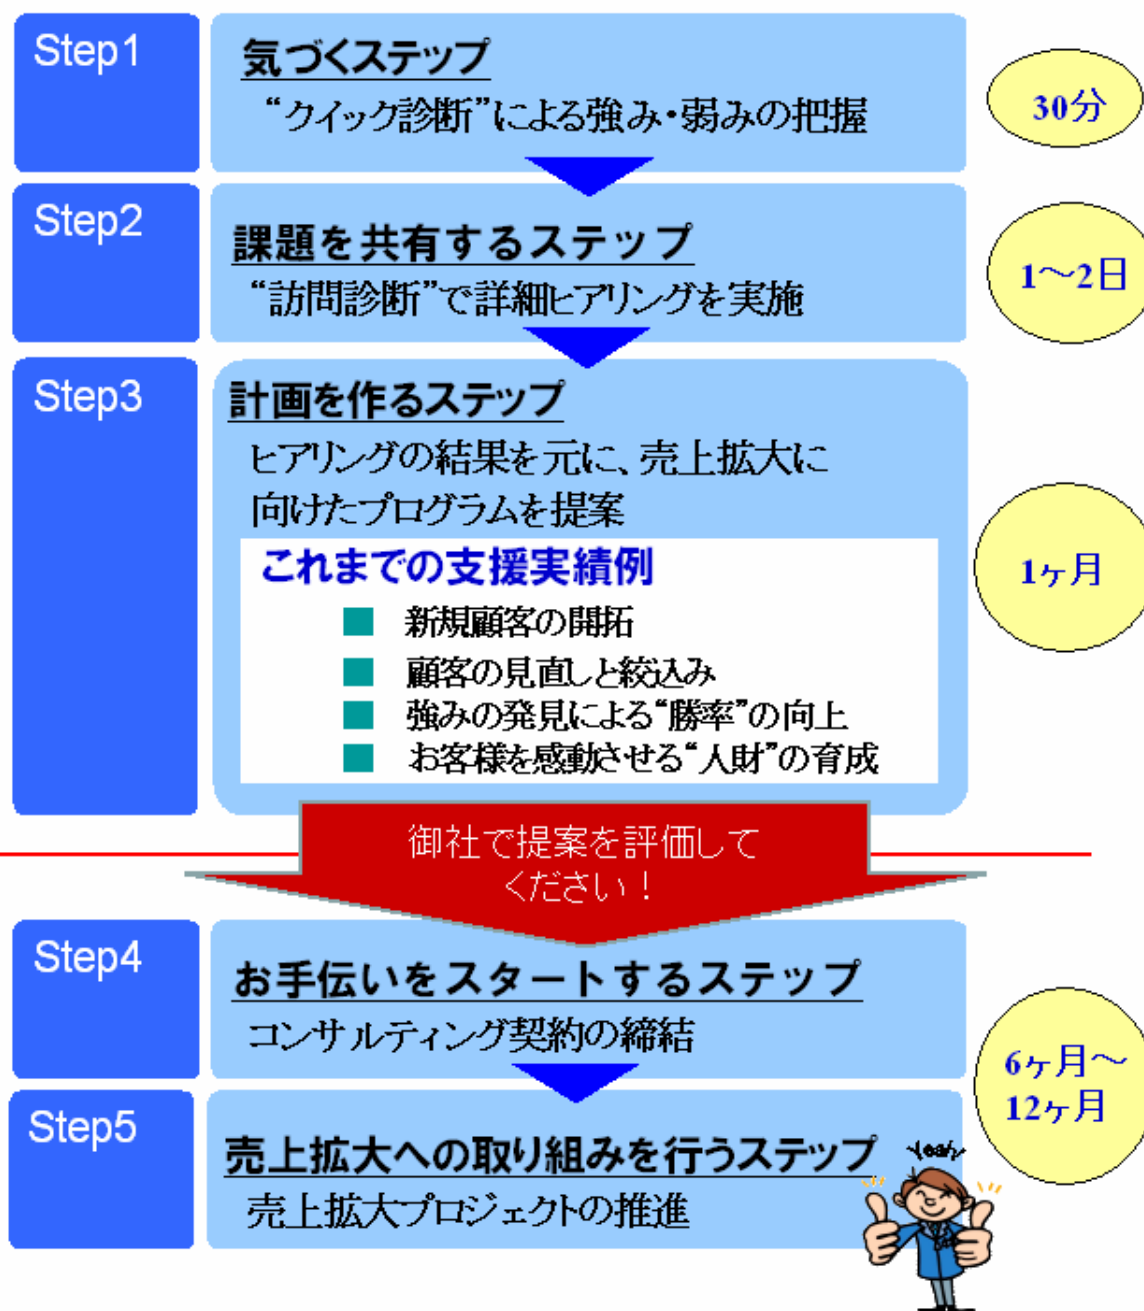 Step1
気づくステップ
“クイック診断”による強み・弱みの把握
30分
Step2
課題を共有するステップ
“訪問診断”で詳細ヒアリングを実施
1～2日
Step3
計画を作るステップ
ヒアリングの結果を元に、売上拡大に
向けたプログラムを提案
これまでの支援実績例
新規顧客の開拓
顧客の見直しと絞込み
強みの発見による“勝率”の向上
お客様を感動させる“人財”の育成
1ヶ月
御社で提案を評価して
ください！
Step4
お手伝いをスタートするステップ
コンサルティング契約の締結
6ヶ月～
12ヶ月
Step5
売上拡大への取り組みを行うステップ
売上拡大プロジェクトの推進
Yeah